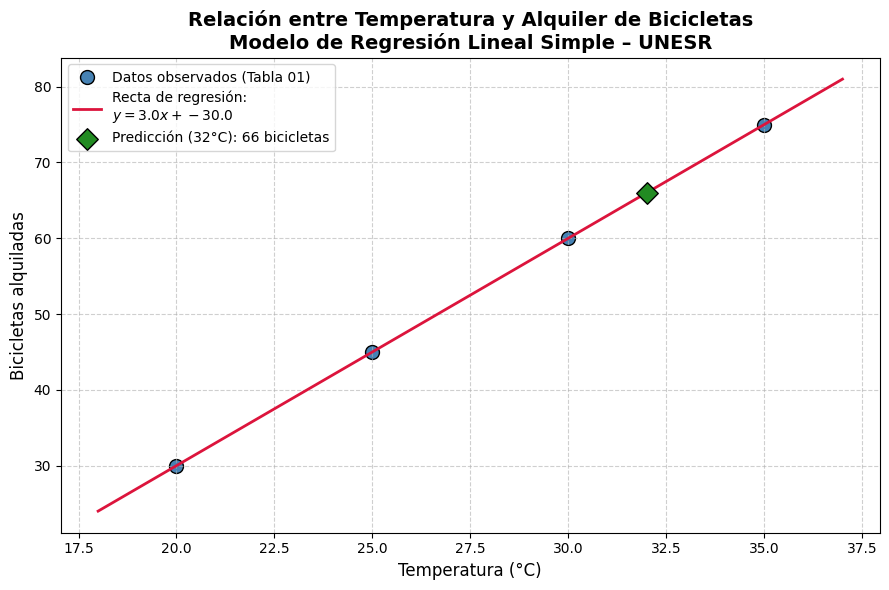 Relación entre Temperatura y Alquiler de Bicicletas
Modelo de Regresión Lineal Simple – UNESR
Datos observados (Tabla 01)
Recta de regresión:
y = 3.0x + −30.0
Predicción (32°C): 66 bicicletas
Bicicletas alquiladas
80
70
60
50
40
30
17.5 20.0 22.5 25.0 27.5 30.0 32.5 35.0 37.5
Temperatura (°C)